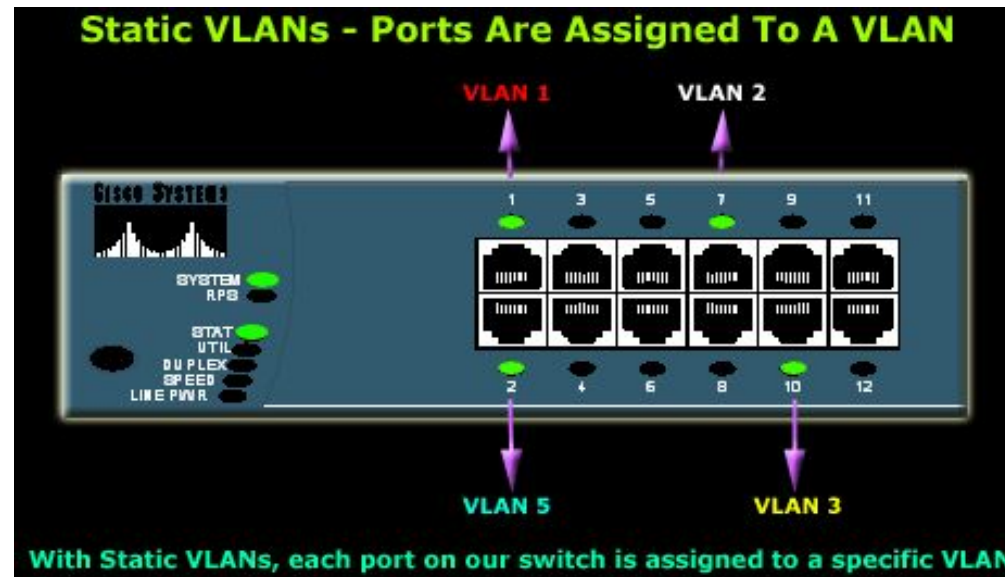 Static VLANs - Ports Are Assigned To A VLAN
VLAN 1 VLAN 2
CISCO SYSTEMS
1 3 5 7 9 11
SYSTEM
RPS
STAT
UTIL
DUPLEX
SPEED
LINE PWR
2 4 6 8 10 12
VLAN 5 VLAN 3
With Static VLANs, each port on our switch is assigned to a specific VLAN